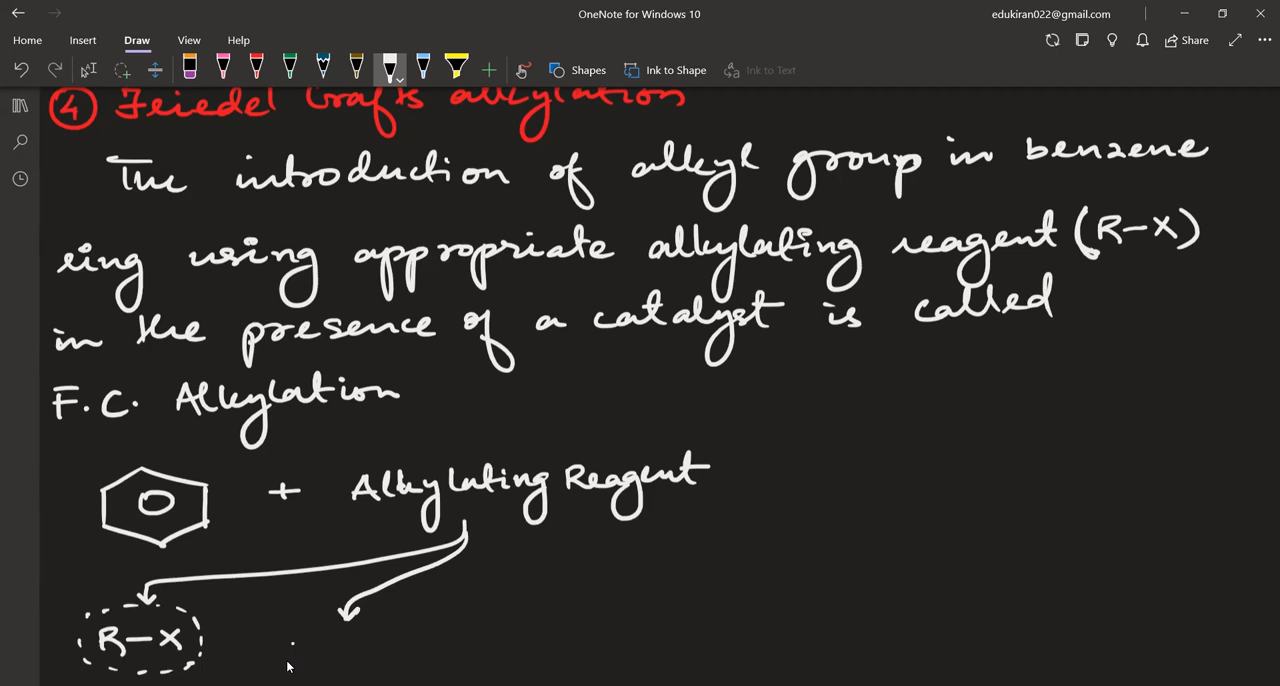 OneNote for Windows 10
edukiran022@gmail.com
Home Insert Draw View Help
Share
Shapes Ink to Shape Ink to Text
4 Friedel Crafts alkylation
The introduction of alkyl group in benzene
ring using appropriate alkylating reagent (R-X)
in the presence of a catalyst is called
F.C. Alkylation
+ Alkylating Reagent
R-X